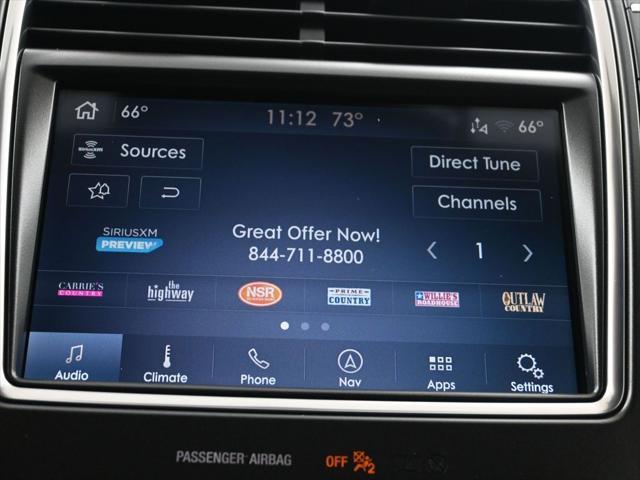 66° 11:12 73° 66°
SIRIUSXM Sources Direct Tune
Channels
SIRIUSXM PREVIEW Great Offer Now! 1
844-711-8800
CARRIE'S COUNTRY
the highway
NSR
PRIME COUNTRY
WILLIE'S ROADHOUSE
OUTLAW COUNTRY
Audio Climate Phone Nav Apps Settings
PASSENGER AIRBAG OFF 2